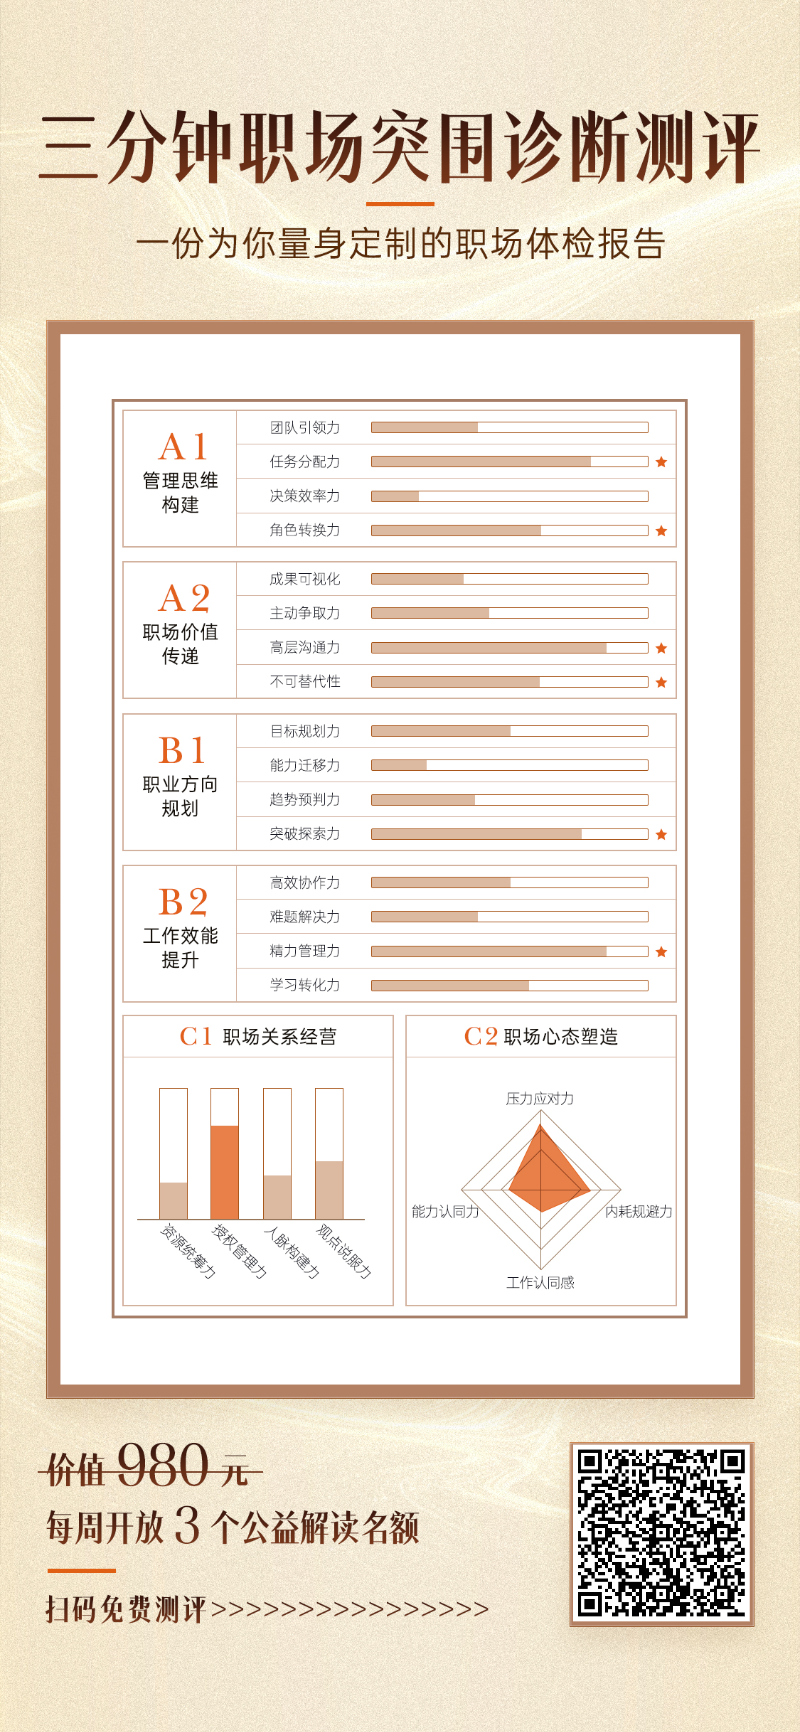 三分钟职场突围诊断测评
一份为你量身定制的职场体检报告
A1
管理思维
构建
团队引领力
任务分配力
决策效率力
角色转换力
A2
职场价值
传递
成果可视化
主动争取力
高层沟通力
不可替代性
B1
职业方向
规划
目标规划力
能力迁移力
趋势预判力
突破探索力
B2
工作效能
提升
高效协作力
难题解决力
精力管理力
学习转化力
C1 职场关系经营
资源统筹力
授权管理力
人脉构建力
观点说服力
C2 职场心态塑造
压力应对力
能力认同力
内耗规避力
工作认同感
价值 980 元
每周开放 3 个公益解读名额
扫码免费测评>>>>>>>>>>>>>>>>